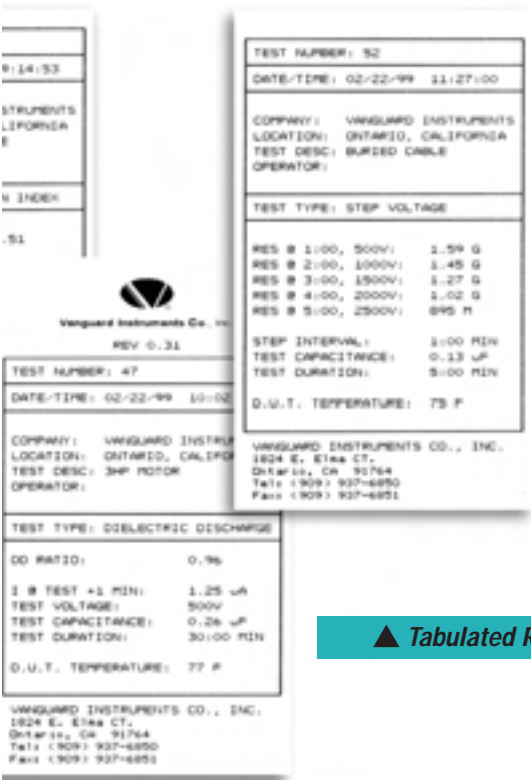 9:14:53
STRUMENTS
LIFORNIA
E
N INDEX
.51
TEST NUMBER: 52
DATE/TIME: 02/22/99 11:27:00
COMPANY: VANGUARD INSTRUMENTS
LOCATION: ONTARIO, CALIFORNIA
TEST DESC: BURIED CABLE
OPERATOR:
TEST TYPE: STEP VOLTAGE
RES @ 1:00, 500V: 1.59 G
RES @ 2:00, 1000V: 1.45 G
RES @ 3:00, 1500V: 1.27 G
RES @ 4:00, 2000V: 1.02 G
RES @ 5:00, 2500V: 895 M
STEP INTERVAL: 1:00 MIN
TEST CAPACITANCE: 0.13 uF
TEST DURATION: 5:00 MIN
D.U.T. TEMPERATURE: 75 F
VANGUARD INSTRUMENTS CO., INC.
1824 E. Elma CT.
Ontario, CA 91764
Tel: (909) 937-6850
Fax: (909) 937-6851
Vanguard Instruments Co., Inc.
REV 0.31
TEST NUMBER: 47
DATE/TIME: 02/22/99 10:02
COMPANY: VANGUARD INSTRU
LOCATION: ONTARIO, CALIFO
TEST DESC: 3HP MOTOR
OPERATOR:
TEST TYPE: DIELECTRIC DISCHARGE
DD RATIO: 0.96
I @ TEST +1 MIN: 1.25 uA
TEST VOLTAGE: 500V
TEST CAPACITANCE: 0.26 uF
TEST DURATION: 30:00 MIN
D.U.T. TEMPERATURE: 77 F
VANGUARD INSTRUMENTS CO., INC.
1824 E. Elma CT.
Ontario, CA 91764
Tel: (909) 937-6850
Fax: (909) 937-6851
▲ Tabulated R